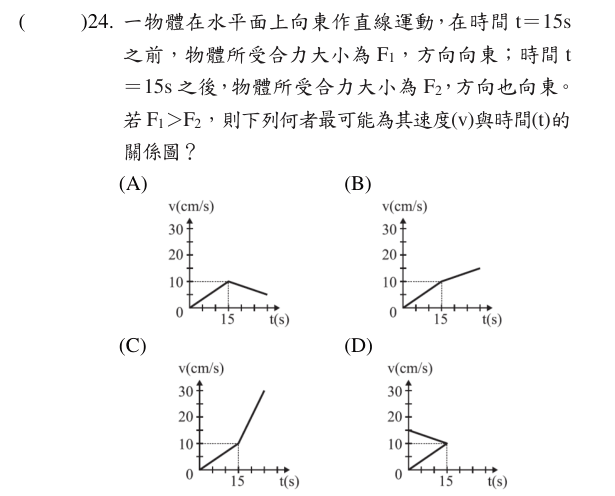 (　　)24. 一物體在水平面上向東作直線運動，在時間 t＝15s
之前，物體所受合力大小為 F₁，方向向東；時間 t
＝15s 之後，物體所受合力大小為 F₂，方向也向東。
若 F₁>F₂，則下列何者最可能為其速度(v)與時間(t)的
關係圖？
(A) (B)
v(cm/s) v(cm/s)
30 30
20 20
10 10
0 15 t(s) 0 15 t(s)
(C) (D)
v(cm/s) v(cm/s)
30 30
20 20
10 10
0 15 t(s) 0 15 t(s)